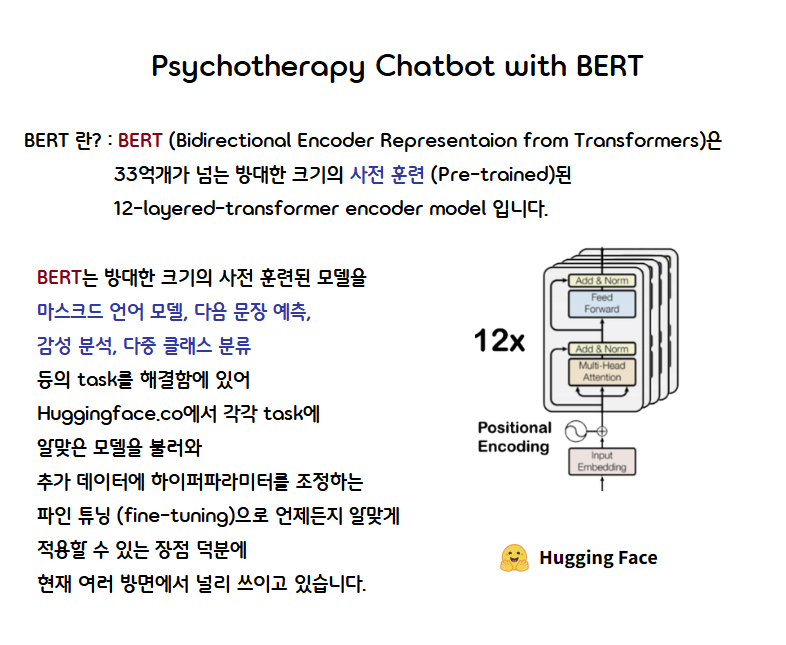 Psychotherapy Chatbot with BERT
BERT 란? : BERT (Bidirectional Encoder Representaion from Transformers)은
33억개가 넘는 방대한 크기의 사전 훈련 (Pre-trained)된
12-layered-transformer encoder model 입니다.
BERT는 방대한 크기의 사전 훈련된 모델을
마스크드 언어 모델, 다음 문장 예측,
감성 분석, 다중 클래스 분류
등의 task를 해결함에 있어
Huggingface.co에서 각각 task에
알맞은 모델을 불러와
추가 데이터에 하이퍼파라미터를 조정하는
파인 튜닝 (fine-tuning)으로 언제든지 알맞게
적용할 수 있는 장점 덕분에
현재 여러 방면에서 널리 쓰이고 있습니다.
12x
Add & Norm
Feed
Forward
Add & Norm
Multi-Head
Attention
Positional
Encoding
Input
Embedding
Hugging Face